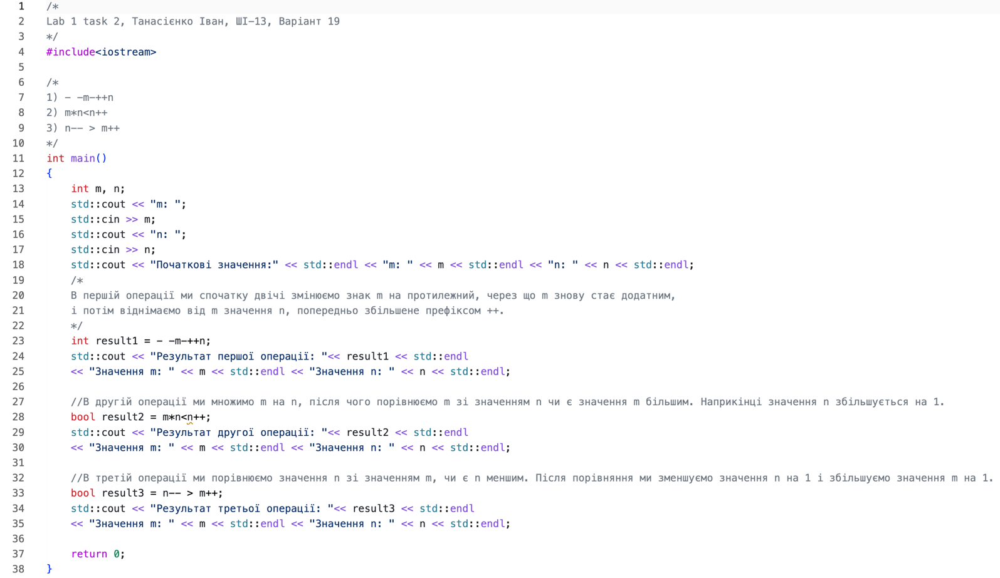 1 /*
2 Lab 1 task 2, Танасієнко Іван, ШІ-13, Варіант 19
3 */
4 #include<iostream>
5
6 /*
7 1) - -m-++n
8 2) m*n<n++
9 3) n-- > m++
10 */
11 int main()
12 {
13     int m, n;
14     std::cout << "m: ";
15     std::cin >> m;
16     std::cout << "n: ";
17     std::cin >> n;
18     std::cout << "Початкові значення:" << std::endl << "m: " << m << std::endl << "n: " << n << std::endl;
19     /*
20     В першій операції ми спочатку двічі змінюємо знак m на протилежний, через що m знову стає додатним,
21     і потім віднімаємо від m значення n, попередньо збільшене префіксом ++.
22     */
23     int result1 = - -m-++n;
24     std::cout << "Результат першої операції: "<< result1 << std::endl
25     << "Значення m: " << m << std::endl << "Значення n: " << n << std::endl;
26
27     //В другій операції ми множимо m на n, після чого порівнюємо m зі значенням n чи є значення m більшим. Наприкінці значення n збільшується на 1.
28     bool result2 = m*n<n++;
29     std::cout << "Результат другої операції: "<< result2 << std::endl
30     << "Значення m: " << m << std::endl << "Значення n: " << n << std::endl;
31
32     //В третій операції ми порівнюємо значення n зі значенням m, чи є n меншим. Після порівняння ми зменшуємо значення n на 1 і збільшуємо значення m на 1.
33     bool result3 = n-- > m++;
34     std::cout << "Результат третьої операції: "<< result3 << std::endl
35     << "Значення m: " << m << std::endl << "Значення n: " << n << std::endl;
36
37     return 0;
38 }